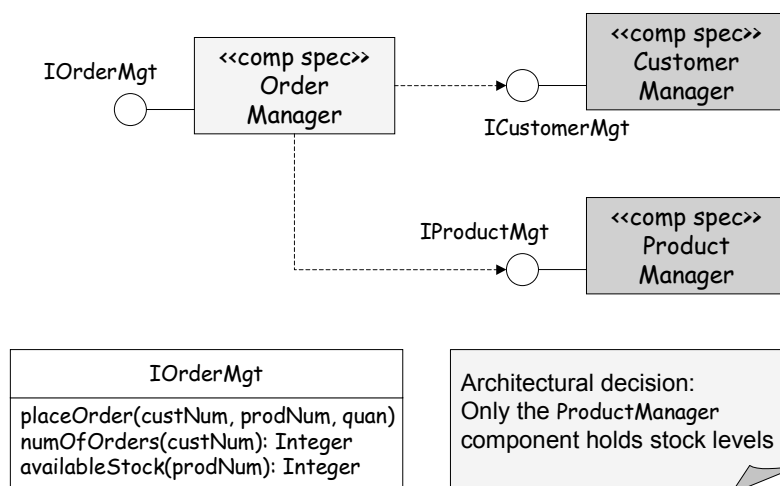 <<comp spec>>
Order
Manager
IOrderMgt
<<comp spec>>
Customer
Manager
ICustomerMgt
<<comp spec>>
Product
Manager
IProductMgt
IOrderMgt
placeOrder(custNum, prodNum, quan)
numOfOrders(custNum): Integer
availableStock(prodNum): Integer
Architectural decision:
Only the ProductManager
component holds stock levels